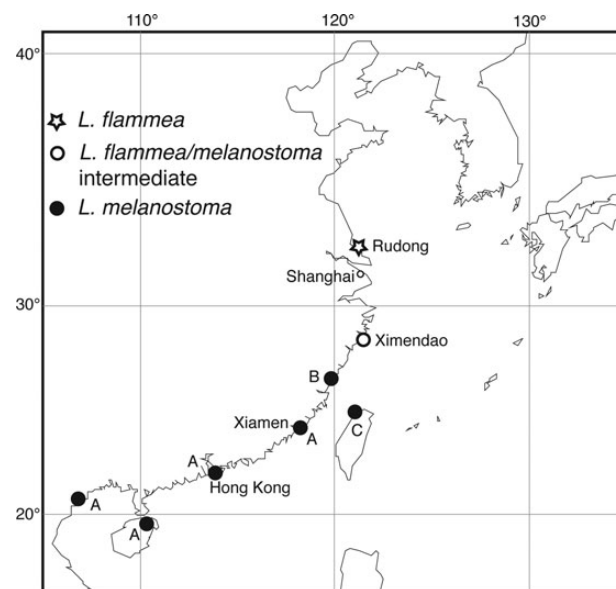 110° 120° 130°
40°
L. flammea
L. flammea/melanostoma
intermediate
L. melanostoma
Rudong
Shanghai
30°
Ximendao
B
Xiamen
A
C
A
Hong Kong
A
20°
A